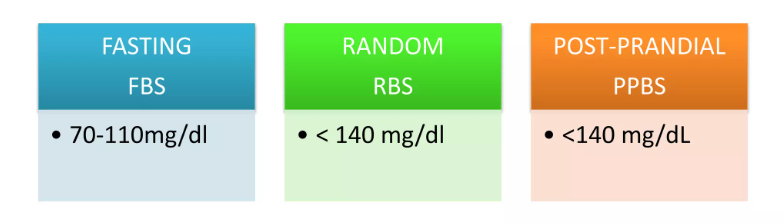 FASTING
FBS
• 70-110mg/dl
RANDOM
RBS
• < 140 mg/dl
POST-PRANDIAL
PPBS
• <140 mg/dL